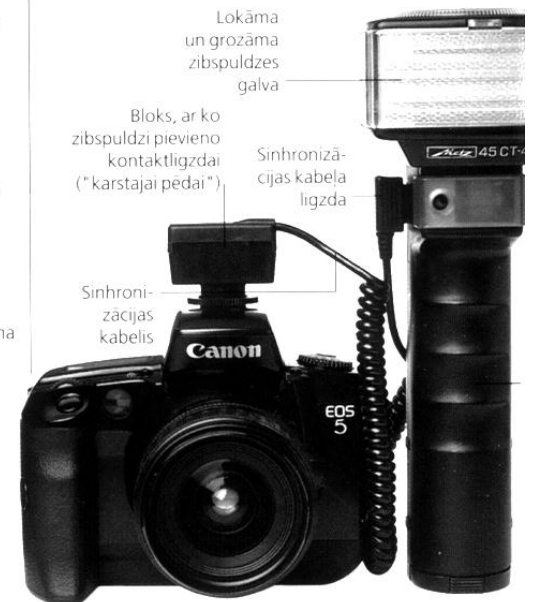 Lokāma
un grozāma
zibspuldzes
galva
Bloks, ar ko
zibspuldzi pievieno
kontaktligzdai
("karstajai pēdai")
Sinhronizā-
cijas kabeļa
ligzda
Metz 45 CT-
Sinhroni-
zācijas
kabelis
Canon
EOS
5